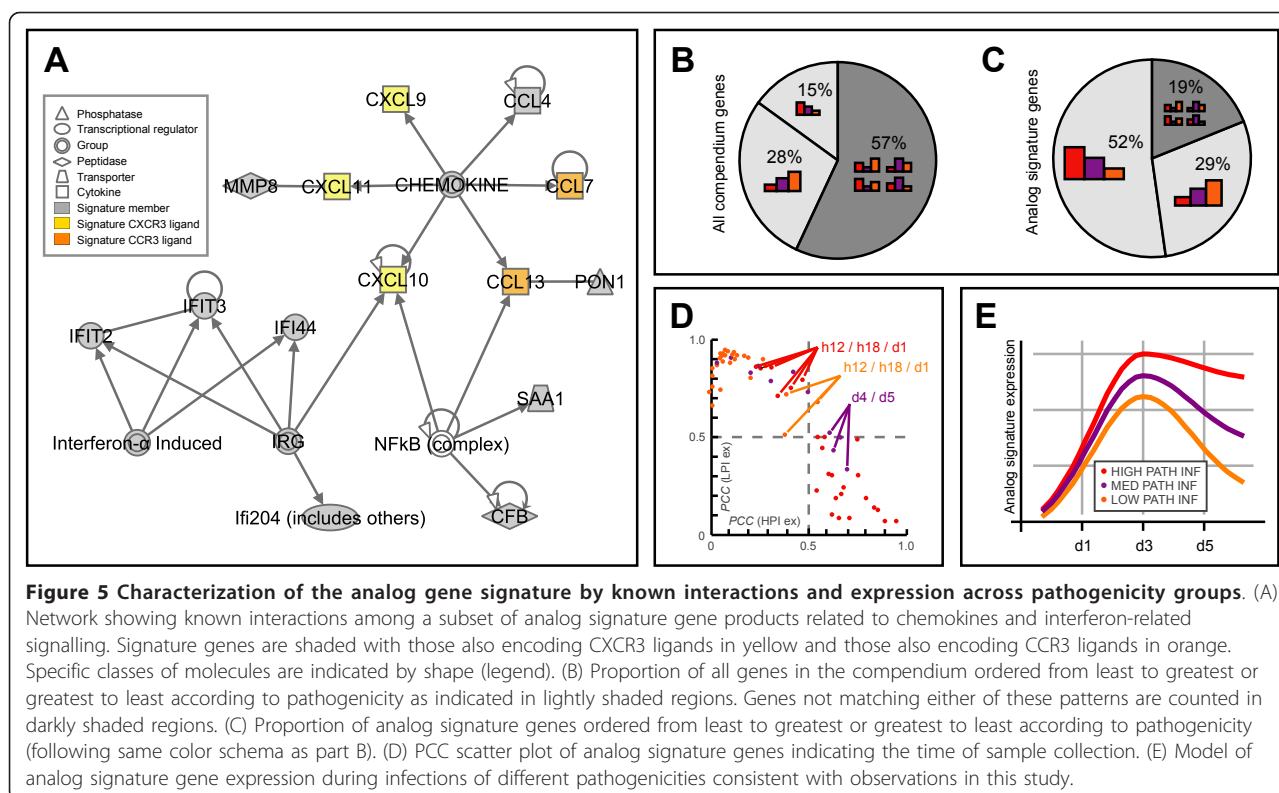 A
Phosphatase
Transcriptional regulator
Group
Peptidase
Transporter
Cytokine
Signature member
Signature CXCR3 ligand
Signature CCR3 ligand
CXCL9
CCL4
MMP8
CXCL11
CHEMOKINE
CCL7
CXCL10
CCL13
PON1
IFIT3
IFIT2
IFI44
SAA1
Interferon-α Induced
IRG
NFkB (complex)
Ifi204 (includes others)
CFB
B
All compendium genes
15%
57%
28%
C
Analog signature genes
19%
52%
29%
D
1.0
h12 / h18 / d1
h12 / h18 / d1
d4 / d5
0.5
PCC (LPI ex)
PCC (HPI ex)
0
0
0.5
1.0
E
Analog signature expression
HIGH PATH INF
MED PATH INF
LOW PATH INF
d1
d3
d5
Figure 5 Characterization of the analog gene signature by known interactions and expression across pathogenicity groups. (A)
Network showing known interactions among a subset of analog signature gene products related to chemokines and interferon-related
signalling. Signature genes are shaded with those also encoding CXCR3 ligands in yellow and those also encoding CCR3 ligands in orange.
Specific classes of molecules are indicated by shape (legend). (B) Proportion of all genes in the compendium ordered from least to greatest or
greatest to least according to pathogenicity as indicated in lightly shaded regions. Genes not matching either of these patterns are counted in
darkly shaded regions. (C) Proportion of analog signature genes ordered from least to greatest or greatest to least according to pathogenicity
(following same color schema as part B). (D) PCC scatter plot of analog signature genes indicating the time of sample collection. (E) Model of
analog signature gene expression during infections of different pathogenicities consistent with observations in this study.